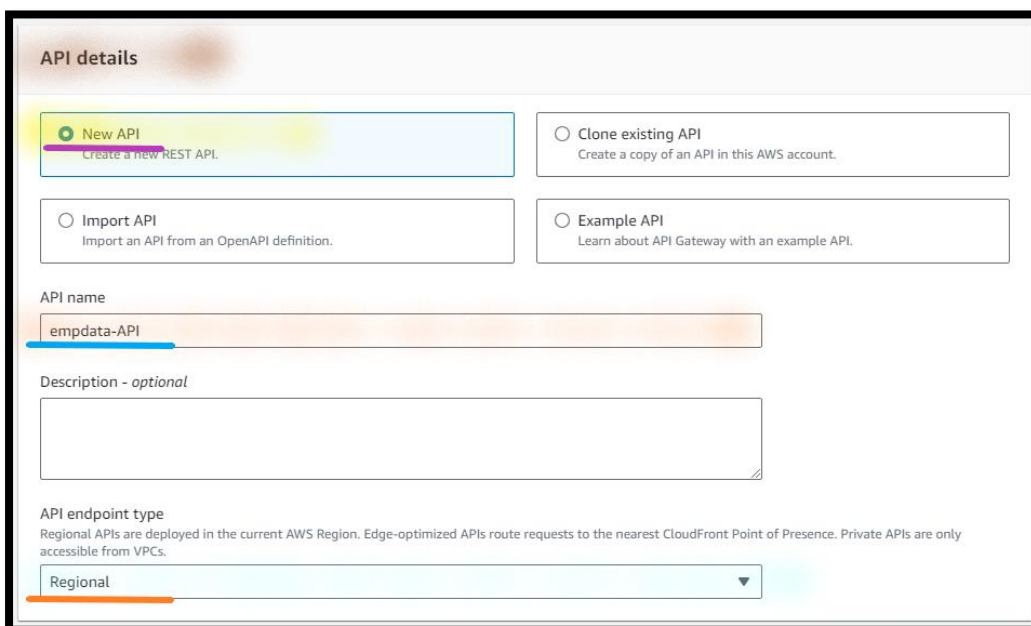 API details
New API
Create a new REST API.
Clone existing API
Create a copy of an API in this AWS account.
Import API
Import an API from an OpenAPI definition.
Example API
Learn about API Gateway with an example API.
API name
empdata-API
Description - optional
API endpoint type
Regional APIs are deployed in the current AWS Region. Edge-optimized APIs route requests to the nearest CloudFront Point of Presence. Private APIs are only
accessible from VPCs.
Regional